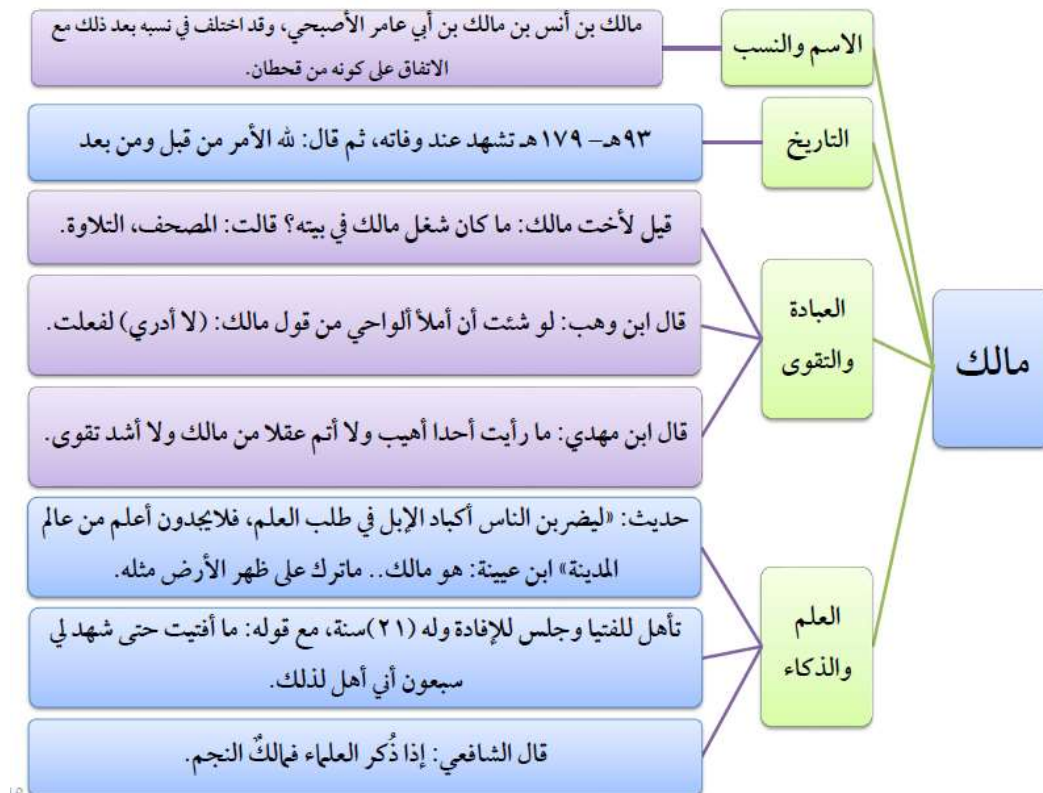 مالك
الاسم والنسب
مالك بن أنس بن مالك بن أبي عامر الأصبحي، وقد اختلف في نسبه بعد ذلك مع
الاتفاق على كونه من قحطان.
التاريخ
٩٣هـ– ١٧٩هـ تشهد عند وفاته، ثم قال: لله الأمر من قبل ومن بعد
العبادة
والتقوى
قيل لأخت مالك: ما كان شغل مالك في بيته؟ قالت: المصحف، التلاوة.
قال ابن وهب: لو شئت أن أملأ ألواحي من قول مالك: (لا أدري) لفعلت.
قال ابن مهدي: ما رأيت أحدا أهيب ولا أتم عقلا من مالك ولا أشد تقوى.
العلم
والذكاء
حديث: «ليضربن الناس أكباد الإبل في طلب العلم، فلايجدون أعلم من عالم
المدينة» ابن عيينة: هو مالك.. ماترك على ظهر الأرض مثله.
تأهل للفتيا وجلس للإفادة وله (٢١)سنة، مع قوله: ما أفتيت حتى شهد لي
سبعون أني أهل لذلك.
قال الشافعي: إذا ذُكر العلماء فمالكٌ النجم.